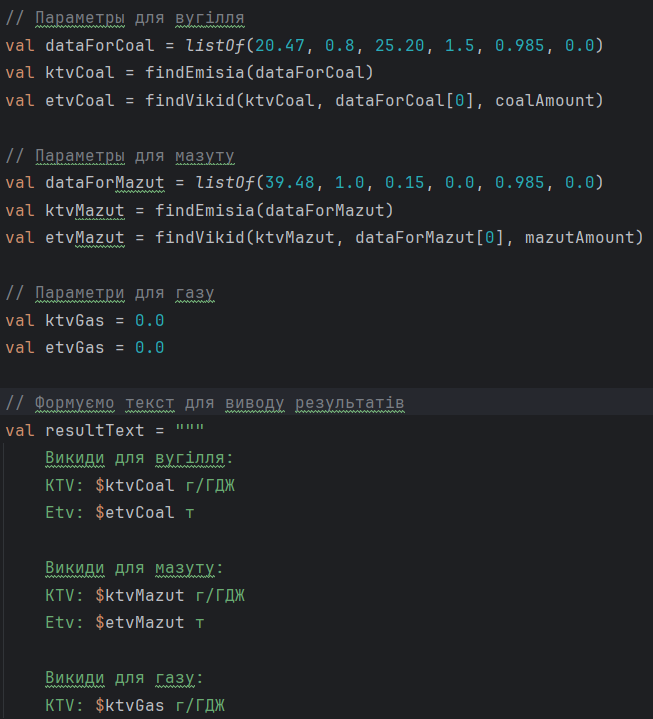 // Параметры для вугілля
val dataForCoal = listOf(20.47, 0.8, 25.20, 1.5, 0.985, 0.0)
val ktvCoal = findEmisia(dataForCoal)
val etvCoal = findVikid(ktvCoal, dataForCoal[0], coalAmount)
// Параметры для мазуту
val dataForMazut = listOf(39.48, 1.0, 0.15, 0.0, 0.985, 0.0)
val ktvMazut = findEmisia(dataForMazut)
val etvMazut = findVikid(ktvMazut, dataForMazut[0], mazutAmount)
// Параметри для газу
val ktvGas = 0.0
val etvGas = 0.0
// Формуємо текст для виводу результатів
val resultText = """
Викиди для вугілля:
KTV: $ktvCoal г/ГДЖ
Etv: $etvCoal т
Викиди для мазуту:
KTV: $ktvMazut г/ГДЖ
Etv: $etvMazut т
Викиди для газу:
KTV: $ktvGas г/ГДЖ